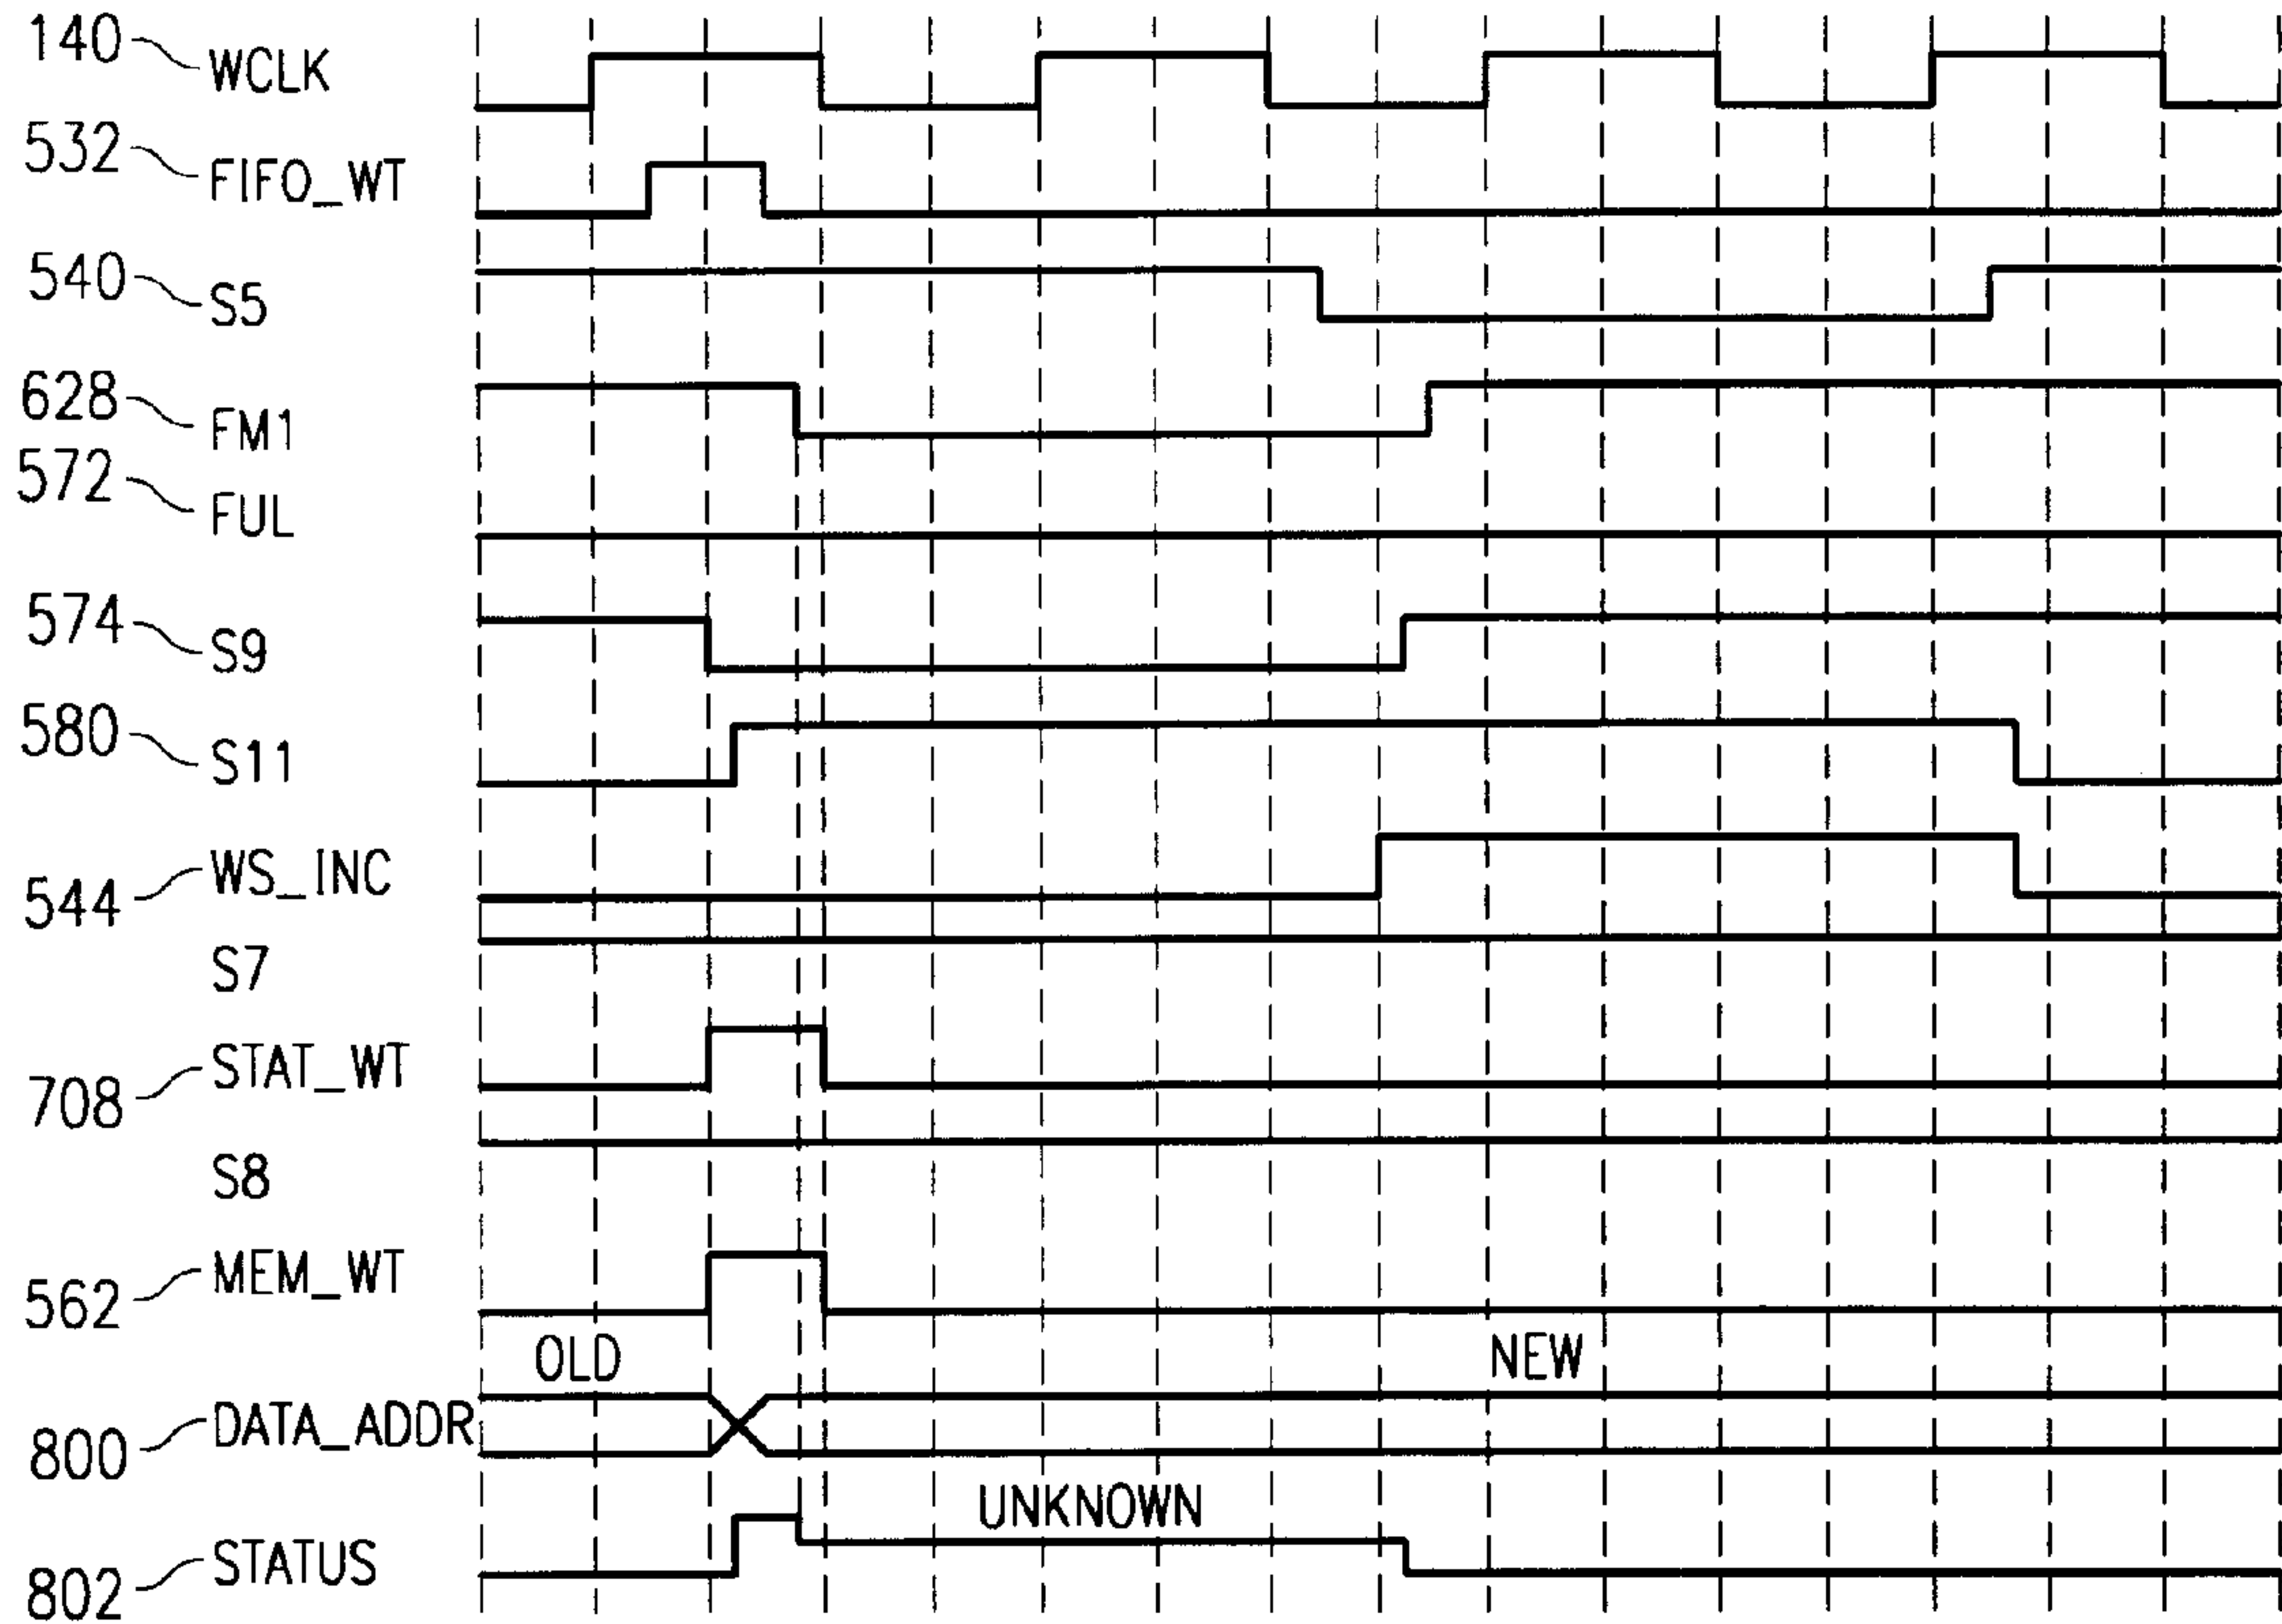 140 WCLK
532 FIFO_WT
540 S5
628 FM1
572 FUL
574 S9
580 S11
544 WS_INC
S7
708 STAT_WT
S8
562 MEM_WT
OLD NEW
800 DATA_ADDR
UNKNOWN
802 STATUS